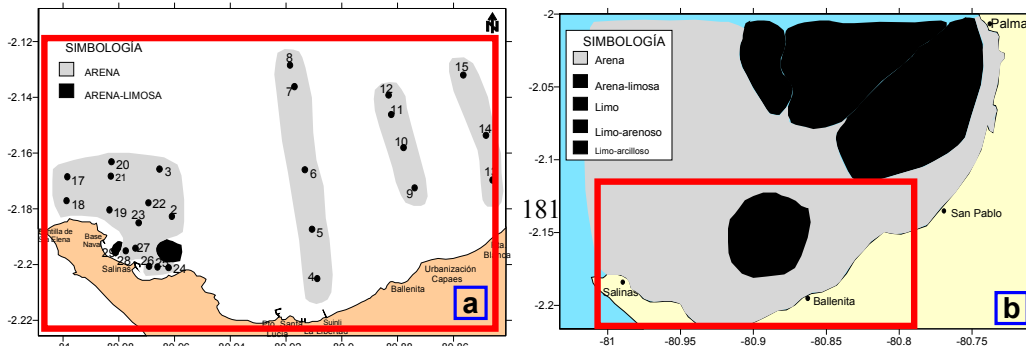 -2.12
-2.14
-2.16
-2.18
-2.2
-2.22
SIMBOLOGÍA
ARENA
ARENA-LIMOSA
N
8
7
6
5
4
12
11
10
9
15
14
20
21
3
17
18
19
22
23
2
27
28
26
24
Base
Naval
Salinas
Urbanización
Capaes
Ballenita
Blanca
Santa
Lucía
La Libertad
Suinli
a
181
-2
-2.05
-2.1
-2.15
-2.2
SIMBOLOGÍA
Arena
Arena-limosa
Limo
Limo-arenoso
Limo-arcilloso
Palma
San Pablo
Salinas
Ballenita
b
-81
-80.95
-80.9
-80.85
-80.8
-80.75